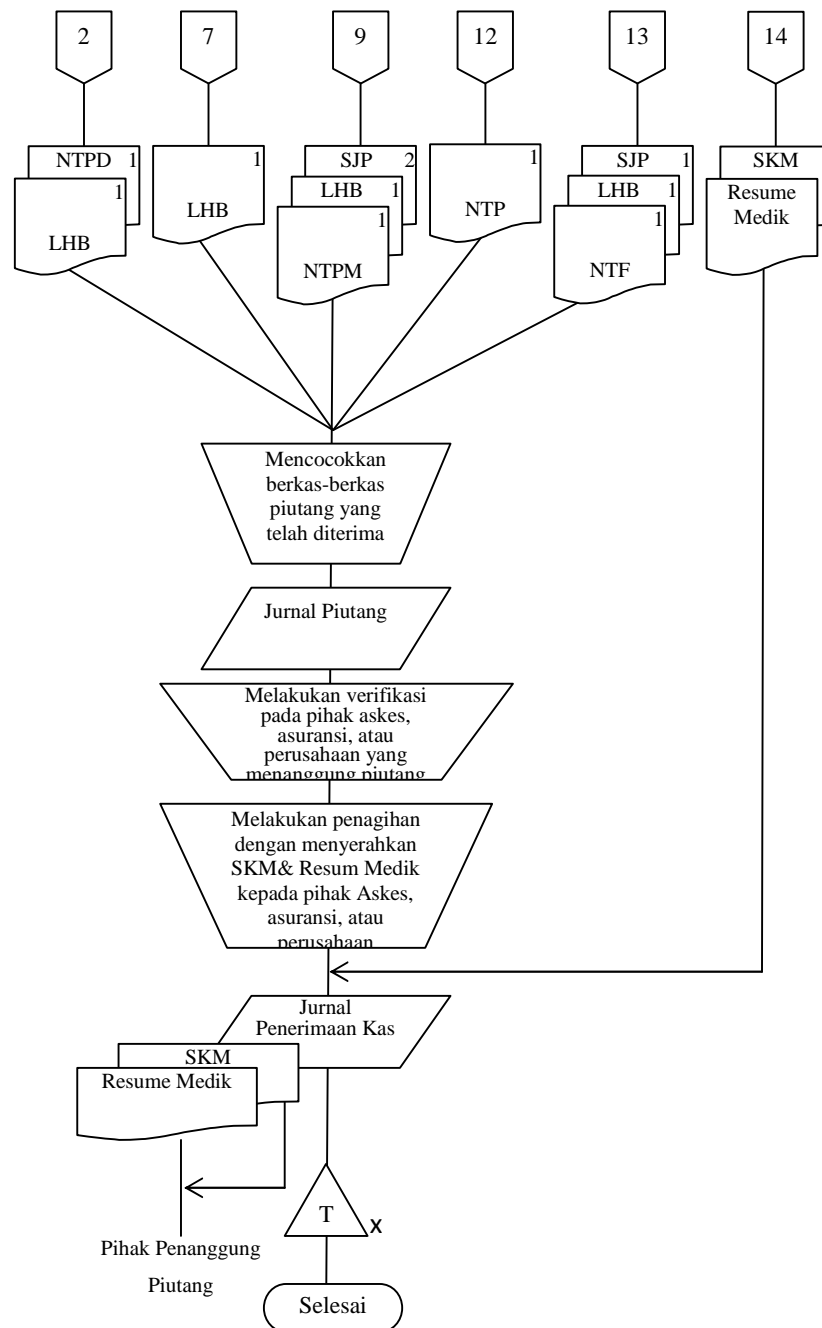 2
7
9
12
13
14
NTPD 1
1
LHB
1
LHB
SJP 2
LHB 1
1
NTPM
1
NTP
SJP 1
LHB 1
1
NTF
SKM
Resume
Medik
Mencocokkan
berkas-berkas
piutang yang
telah diterima
Jurnal Piutang
Melakukan verifikasi
pada pihak askes,
asuransi, atau
perusahaan yang
menanggung piutang
Melakukan penagihan
dengan menyerahkan
SKM& Resum Medik
kepada pihak Askes,
asuransi, atau
perusahaan
Jurnal
Penerimaan Kas
SKM
Resume Medik
T
x
Pihak Penanggung
Piutang
Selesai